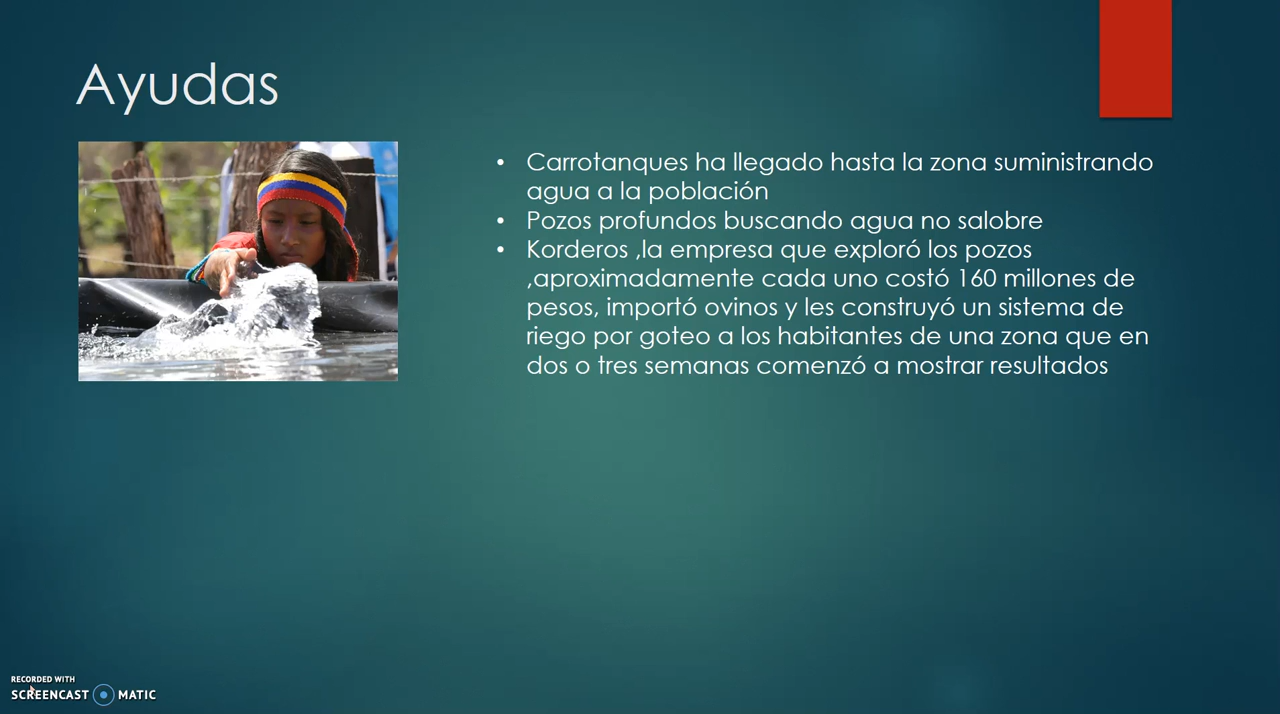 Ayudas
• Carrotanques ha llegado hasta la zona suministrando
agua a la población
• Pozos profundos buscando agua no salobre
• Korderos ,la empresa que exploró los pozos
,aproximadamente cada uno costó 160 millones de
pesos, importó ovinos y les construyó un sistema de
riego por goteo a los habitantes de una zona que en
dos o tres semanas comenzó a mostrar resultados
RECORDED WITH
SCREENCAST MATIC